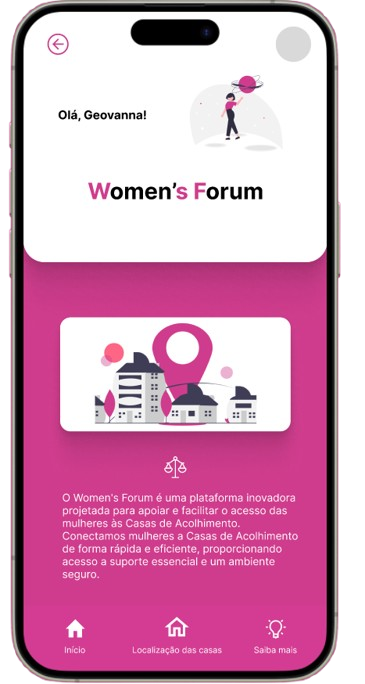 Olá, Geovanna!
Women's Forum
O Women's Forum é uma plataforma inovadora
projetada para apoiar e facilitar o acesso das
mulheres às Casas de Acolhimento.
Conectamos mulheres a Casas de Acolhimento
de forma rápida e eficiente, proporcionando
acesso a suporte essencial e um ambiente
seguro.
Início
Localização das casas
Saiba mais